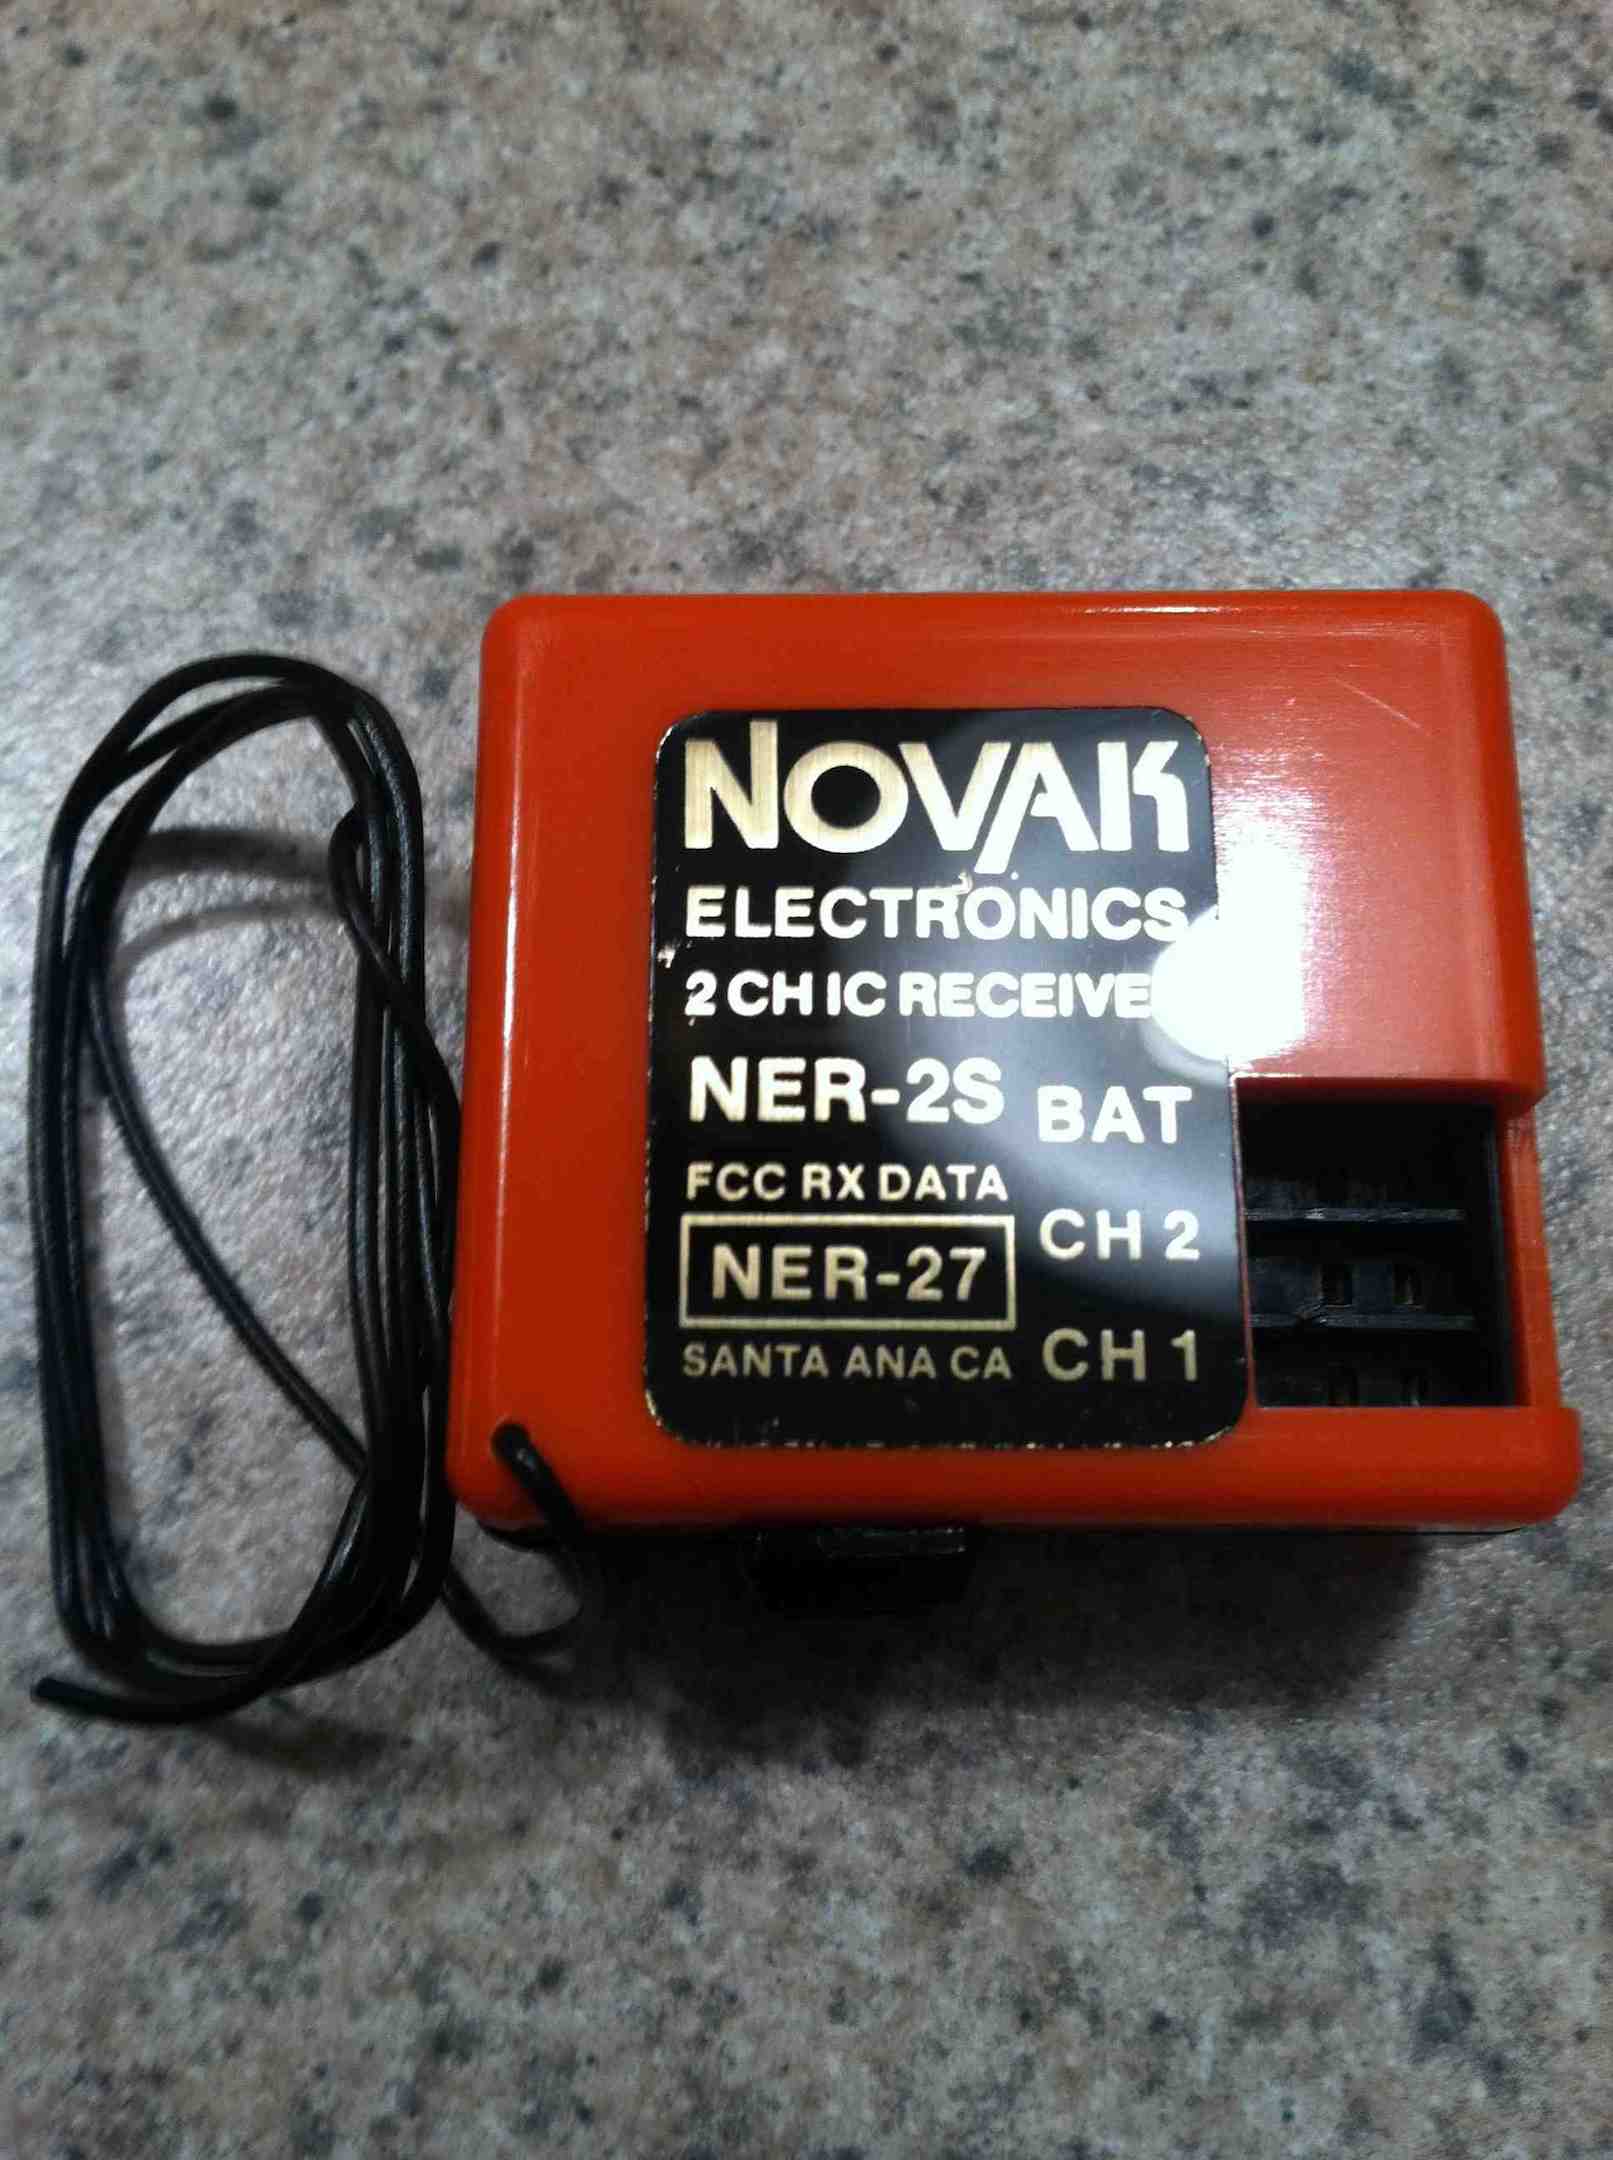 NOVAK
ELECTRONICS
2 CH IC RECEIVE
NER-2S BAT
FCC RX DATA
CH 2
NER-27
SANTA ANA CA CH 1